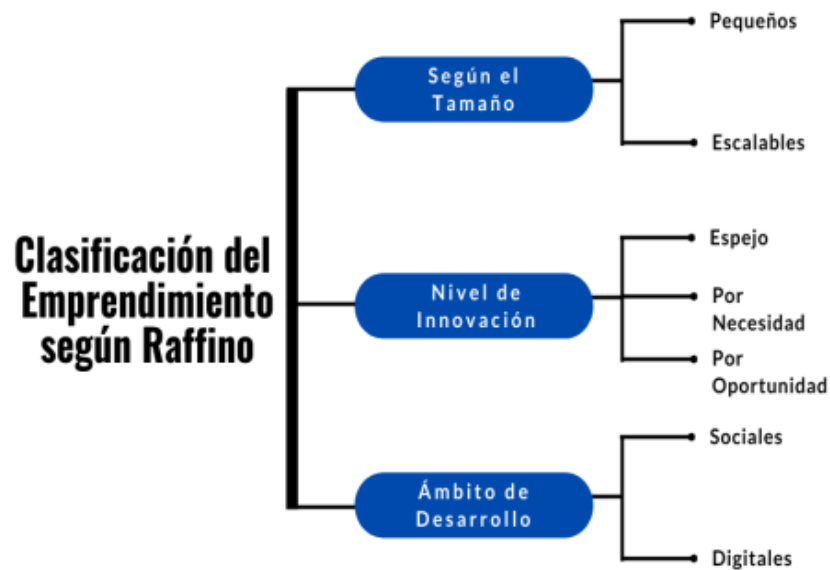 Clasificación del
Emprendimiento
según Raffino
Según el
Tamaño
Pequeños
Escalables
Nivel de
Innovación
Espejo
Por
Necesidad
Por
Oportunidad
Ámbito de
Desarrollo
Sociales
Digitales